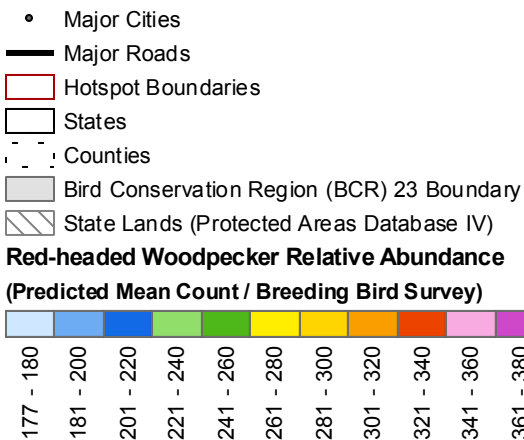 Major Cities
Major Roads
Hotspot Boundaries
States
Counties
Bird Conservation Region (BCR) 23 Boundary
State Lands (Protected Areas Database IV)
Red-headed Woodpecker Relative Abundance
(Predicted Mean Count / Breeding Bird Survey)
177 - 180
181 - 200
201 - 220
221 - 240
241 - 260
261 - 280
281 - 300
301 - 320
321 - 340
341 - 360
361 - 380